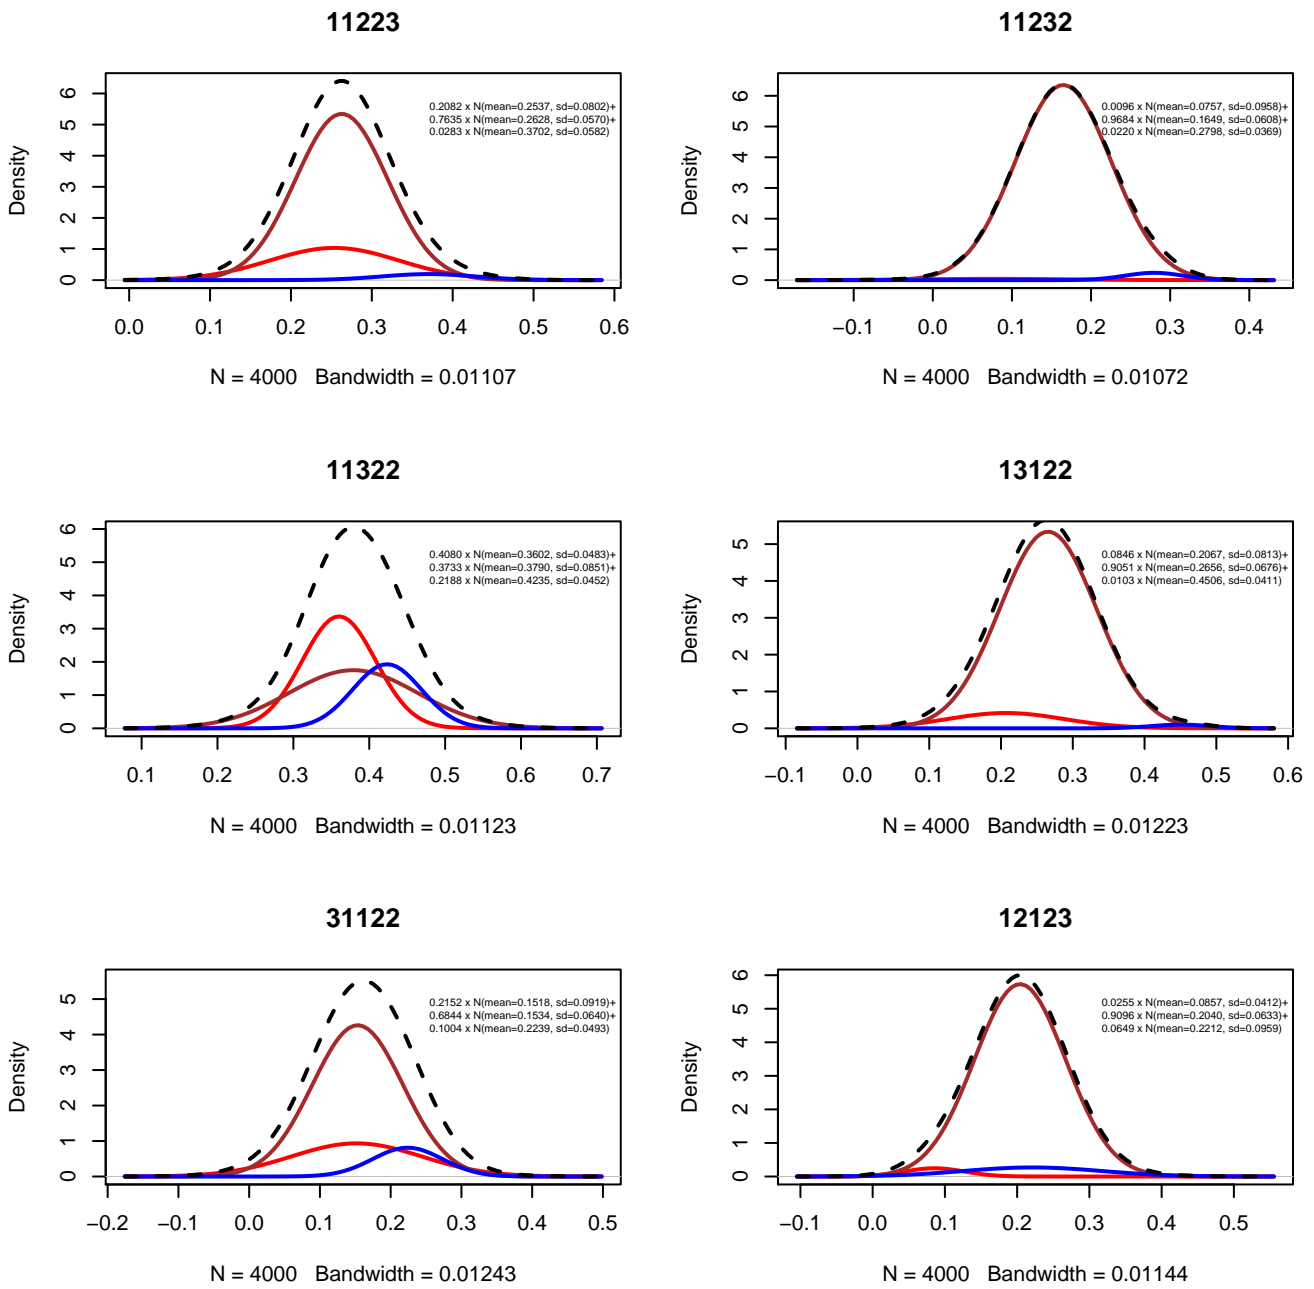 11223
Density
0 1 2 3 4 5 6
0.2082 x N(mean=0.2537, sd=0.0802)+
0.7635 x N(mean=0.2628, sd=0.0570)+
0.0283 x N(mean=0.3702, sd=0.0582)
0.0 0.1 0.2 0.3 0.4 0.5 0.6
N = 4000 Bandwidth = 0.01107
11232
Density
0 1 2 3 4 5 6
0.0096 x N(mean=0.0757, sd=0.0958)+
0.9684 x N(mean=0.1649, sd=0.0608)+
0.0220 x N(mean=0.2798, sd=0.0369)
−0.1 0.0 0.1 0.2 0.3 0.4
N = 4000 Bandwidth = 0.01072
11322
Density
0 1 2 3 4 5 6
0.4080 x N(mean=0.3602, sd=0.0483)+
0.3733 x N(mean=0.3790, sd=0.0851)+
0.2188 x N(mean=0.4235, sd=0.0452)
0.1 0.2 0.3 0.4 0.5 0.6 0.7
N = 4000 Bandwidth = 0.01123
13122
Density
0 1 2 3 4 5
0.0846 x N(mean=0.2067, sd=0.0813)+
0.9051 x N(mean=0.2656, sd=0.0676)+
0.0103 x N(mean=0.4506, sd=0.0411)
−0.1 0.0 0.1 0.2 0.3 0.4 0.5 0.6
N = 4000 Bandwidth = 0.01223
31122
Density
0 1 2 3 4 5
0.2152 x N(mean=0.1518, sd=0.0919)+
0.6844 x N(mean=0.1534, sd=0.0640)+
0.1004 x N(mean=0.2239, sd=0.0493)
−0.2 −0.1 0.0 0.1 0.2 0.3 0.4 0.5
N = 4000 Bandwidth = 0.01243
12123
Density
0 1 2 3 4 5 6
0.0255 x N(mean=0.0857, sd=0.0412)+
0.9096 x N(mean=0.2040, sd=0.0633)+
0.0649 x N(mean=0.2212, sd=0.0959)
−0.1 0.0 0.1 0.2 0.3 0.4 0.5
N = 4000 Bandwidth = 0.01144